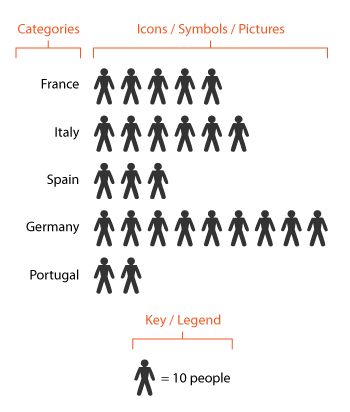 Categories
Icons / Symbols / Pictures
France
Italy
Spain
Germany
Portugal
Key / Legend
= 10 people